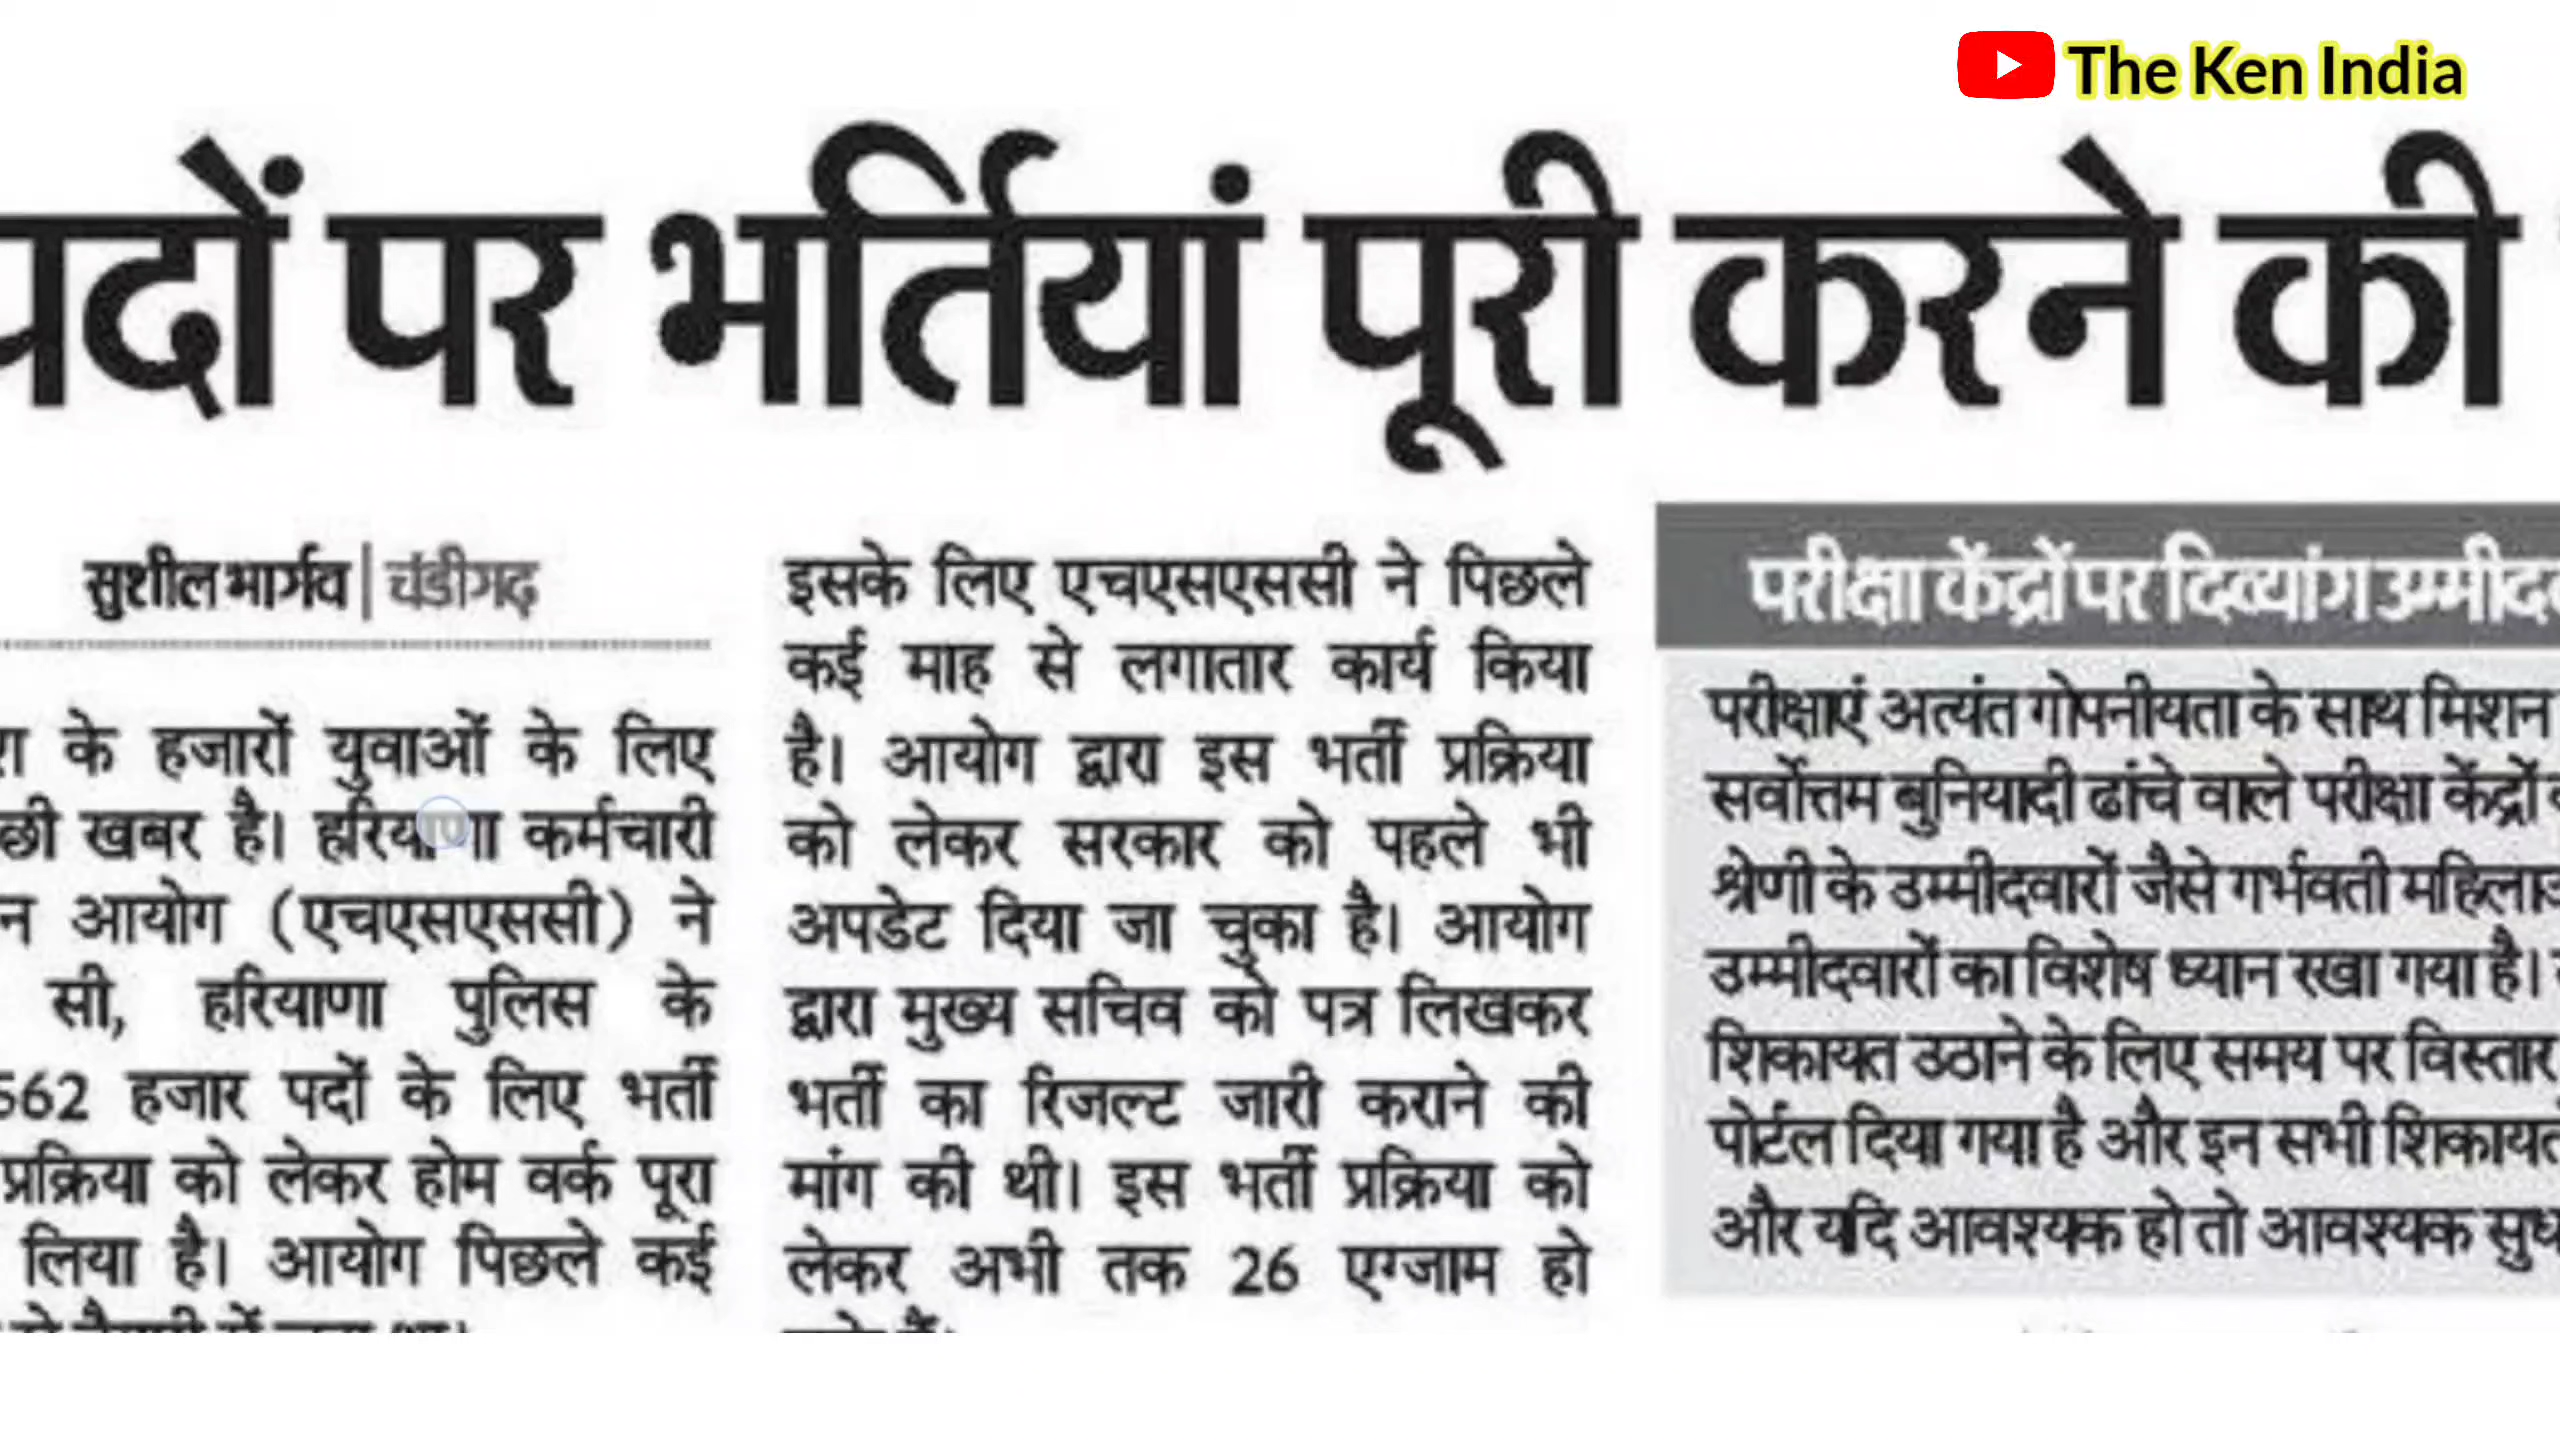 The Ken India
पदों पर भर्तियां पूरी करने की
सुशील भार्गव | चंडीगढ़
के हजारों युवाओं के लिए
खबर है। हरियाणा कर्मचारी
आयोग (एचएसएससी) ने
सी, हरियाणा पुलिस के
562 हजार पदों के लिए भर्ती
प्रक्रिया को लेकर होम वर्क पूरा
लिया है। आयोग पिछले कई
इसके लिए एचएसएससी ने पिछले
कई माह से लगातार कार्य किया
है। आयोग द्वारा इस भर्ती प्रक्रिया
को लेकर सरकार को पहले भी
अपडेट दिया जा चुका है। आयोग
द्वारा मुख्य सचिव को पत्र लिखकर
भर्ती का रिजल्ट जारी कराने की
मांग की थी। इस भर्ती प्रक्रिया को
लेकर अभी तक 26 एग्जाम हो
परीक्षा केंद्रों पर दिव्यांग
परीक्षाएं अत्यंत गोपनीयता के साथ मिशन
सर्वोत्तम बुनियादी ढांचे वाले परीक्षा केंद्रों
श्रेणी के उम्मीदवारों जैसे गर्भवती
उम्मीदवारों का विशेष ध्यान रखा गया है।
शिकायत उठाने के लिए समय पर विस्तार
पोर्टल दिया गया है और इन सभी
और यदि आवश्यक हो तो आवश्यक